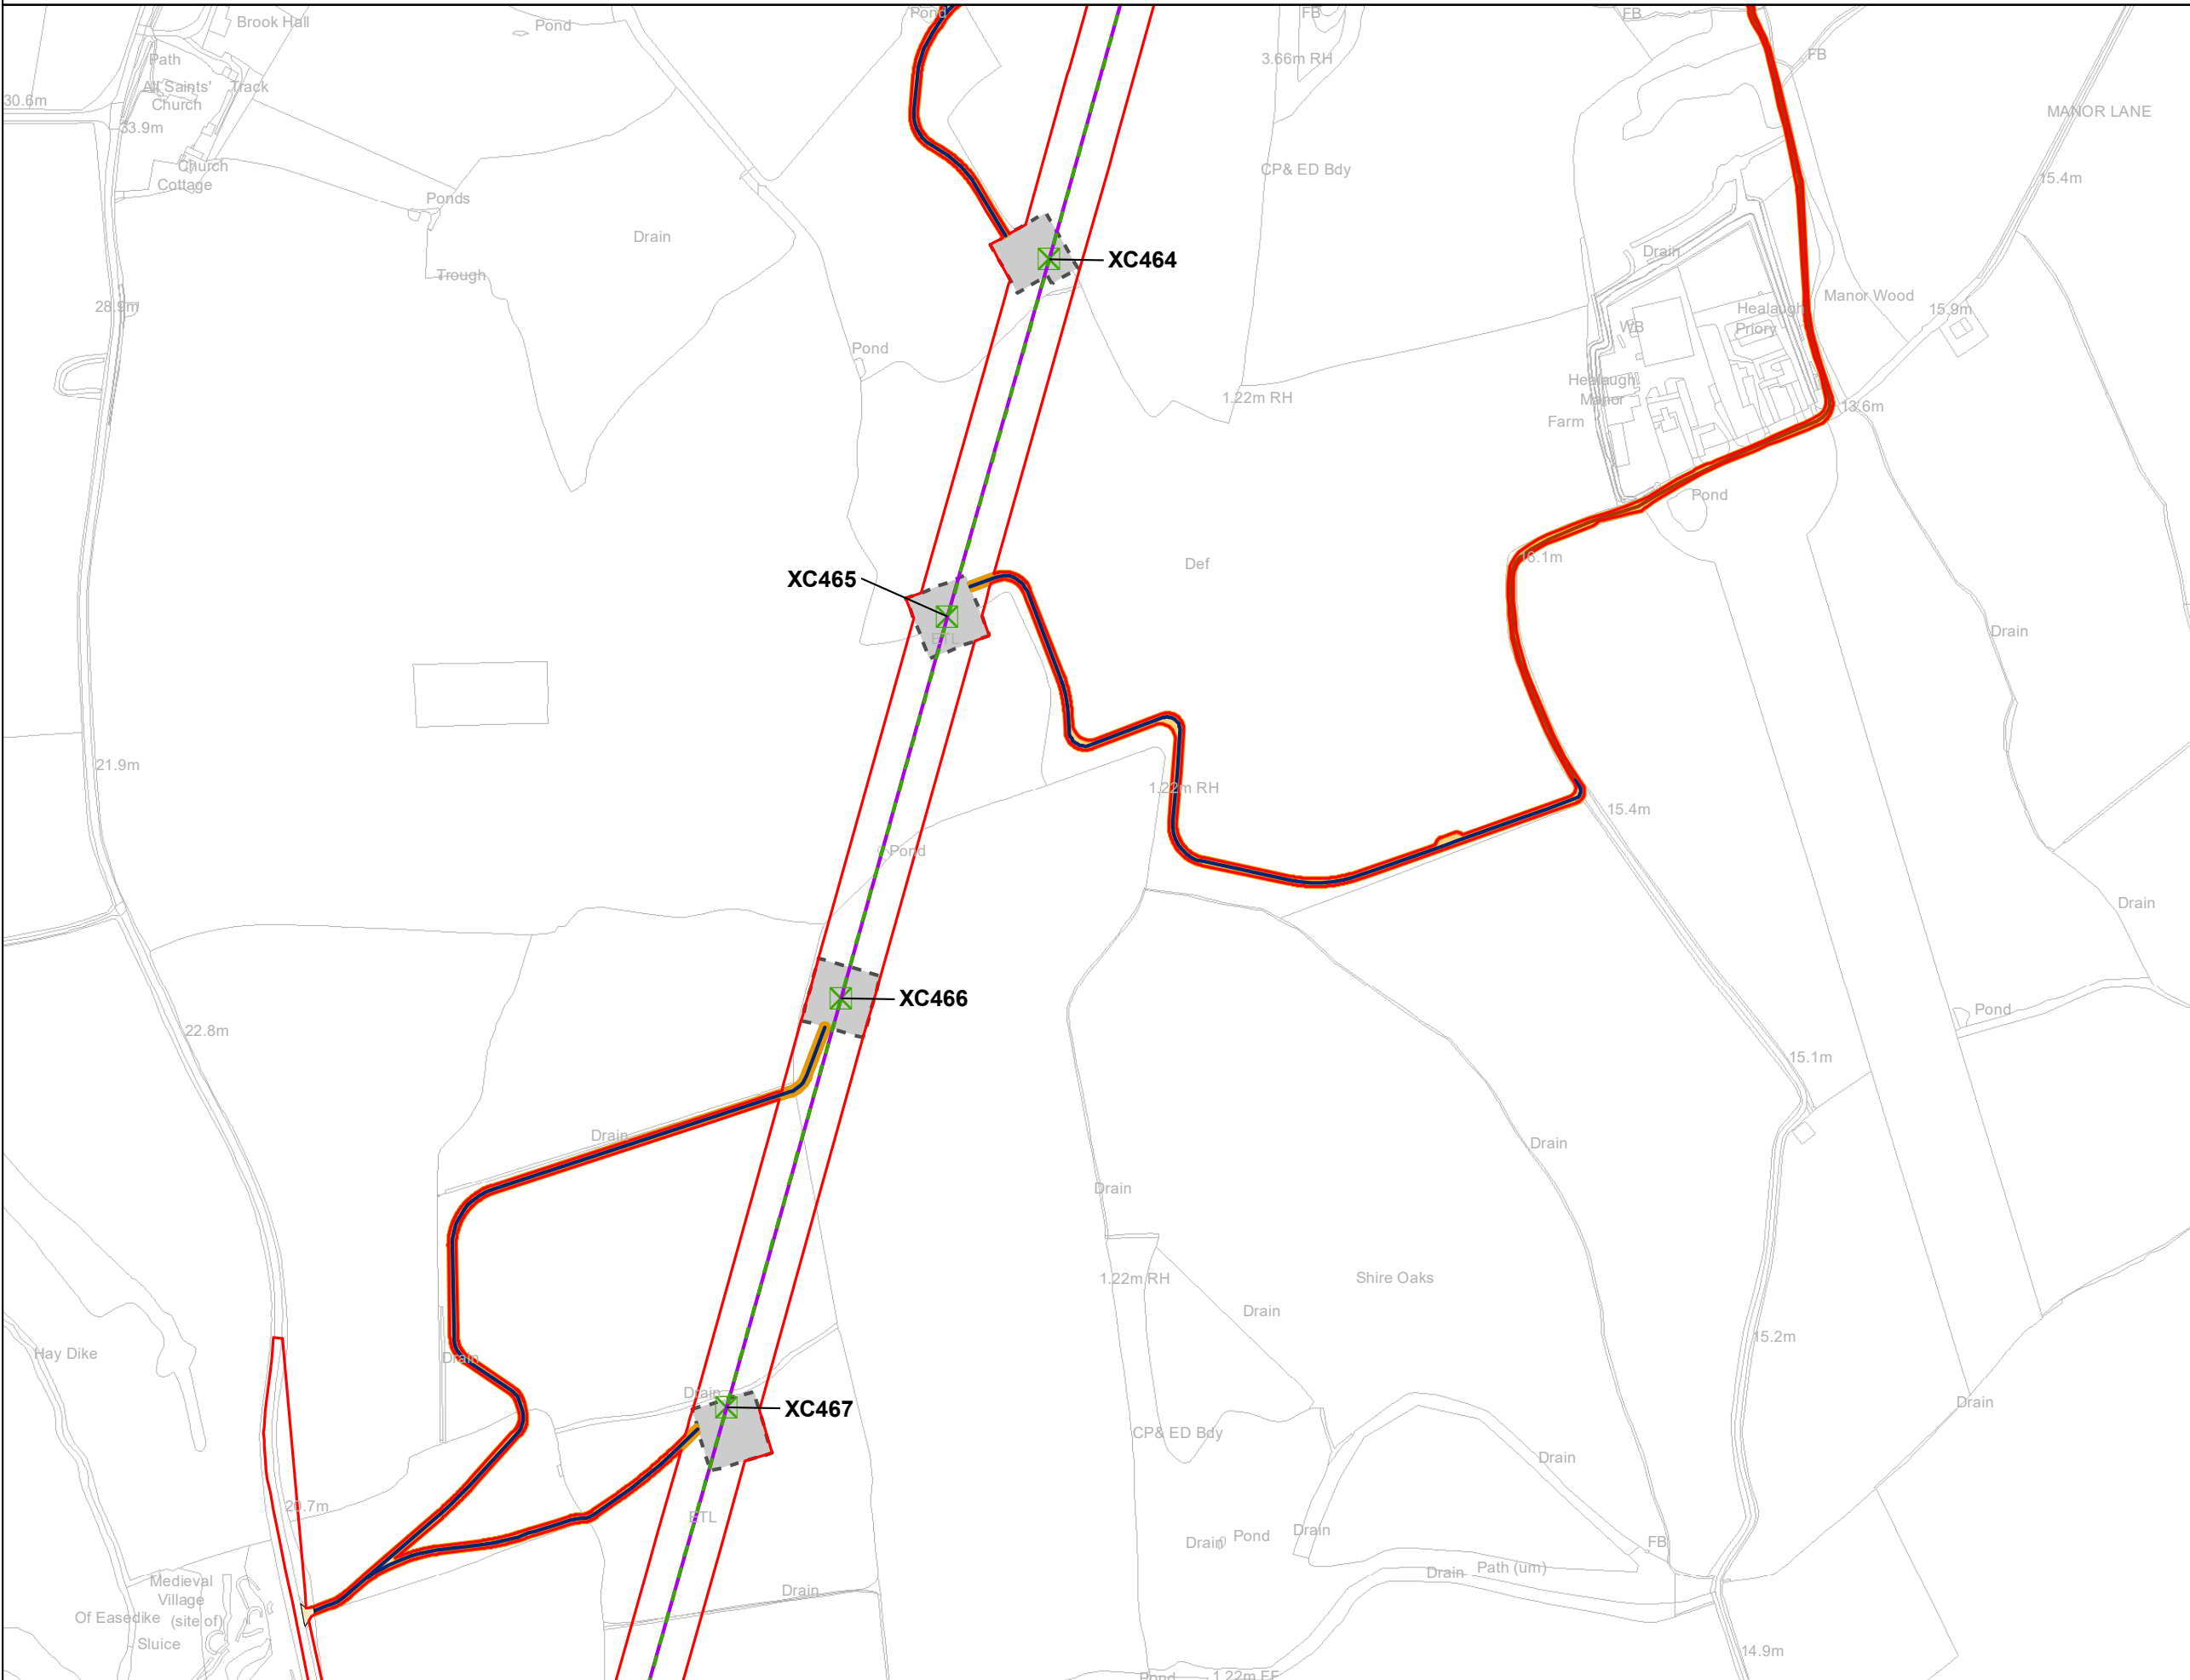 Brook Hall
Pond
Pond
FB
FB
Path
3.66m RH
FB
All Saints'
Church
Track
30.6m
33.9m
MANOR LANE
Church
Cottage
CP& ED Bdy
15.4m
Ponds
Drain
Drain
XC464
Trough
28.9m
Manor Wood
15.9m
Healaugh
Priory
WB
Pond
Healaugh
Manor
Farm
1.22m RH
13.6m
Pond
Def
16.1m
XC465
ETL
Drain
21.9m
1.22m RH
15.4m
Pond
Drain
XC466
22.8m
Pond
15.1m
Drain
Drain
Drain
1.22m RH
Shire Oaks
Drain
15.2m
Hay Dike
Drain
Drain
XC467
Drain
CP& ED Bdy
Drain
20.7m
ETL
Drain
Pond
Drain
FB
Drain
Path (um)
Drain
Medieval
Village
Of Easedike
(site of)
Sluice
14.9m
Pond
1.22m FF